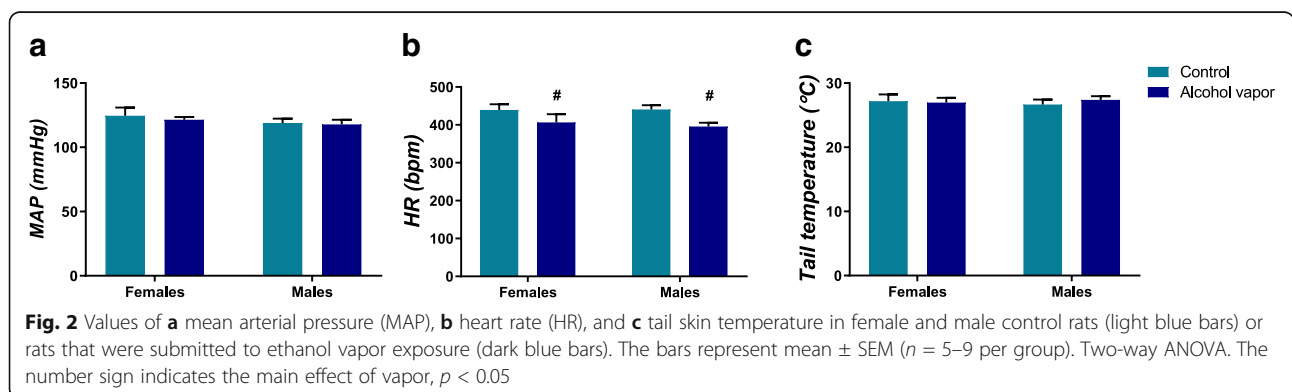 a
b
c
Control
Alcohol vapor
150
100
50
0
MAP (mmHg)
Females
Males
500
400
300
200
100
0
HR (bpm)
#
#
Females
Males
30
20
10
0
Tail temperature (°C)
Females
Males
Fig. 2 Values of a mean arterial pressure (MAP), b heart rate (HR), and c tail skin temperature in female and male control rats (light blue bars) or
rats that were submitted to ethanol vapor exposure (dark blue bars). The bars represent mean ± SEM (n = 5–9 per group). Two-way ANOVA. The
number sign indicates the main effect of vapor, p < 0.05